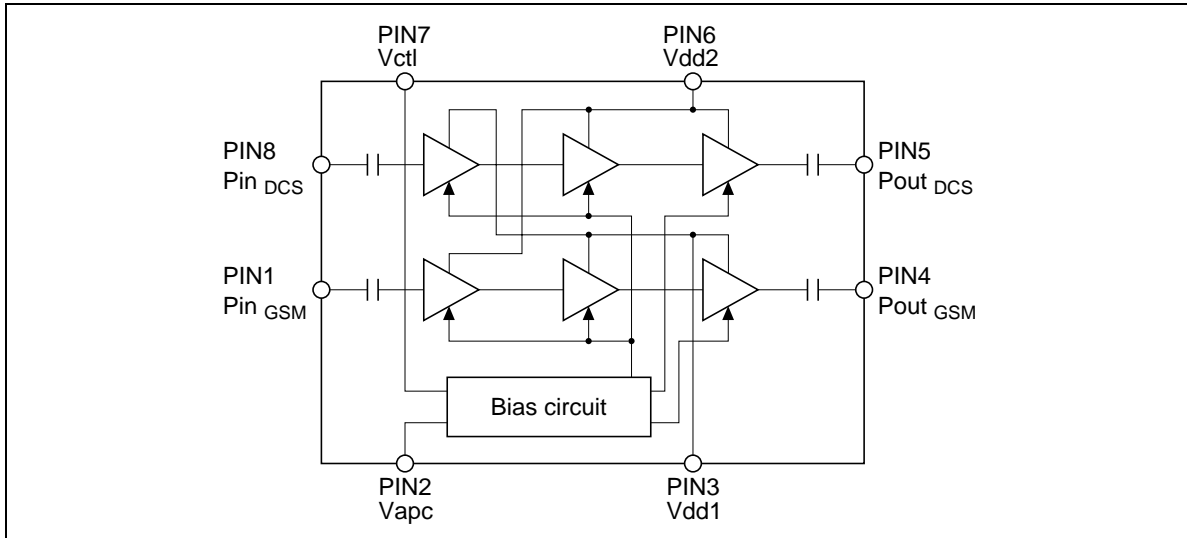 PIN7
Vctl
PIN6
Vdd2
PIN8
Pin DCS
PIN5
Pout DCS
PIN1
Pin GSM
PIN4
Pout GSM
Bias circuit
PIN2
Vapc
PIN3
Vdd1